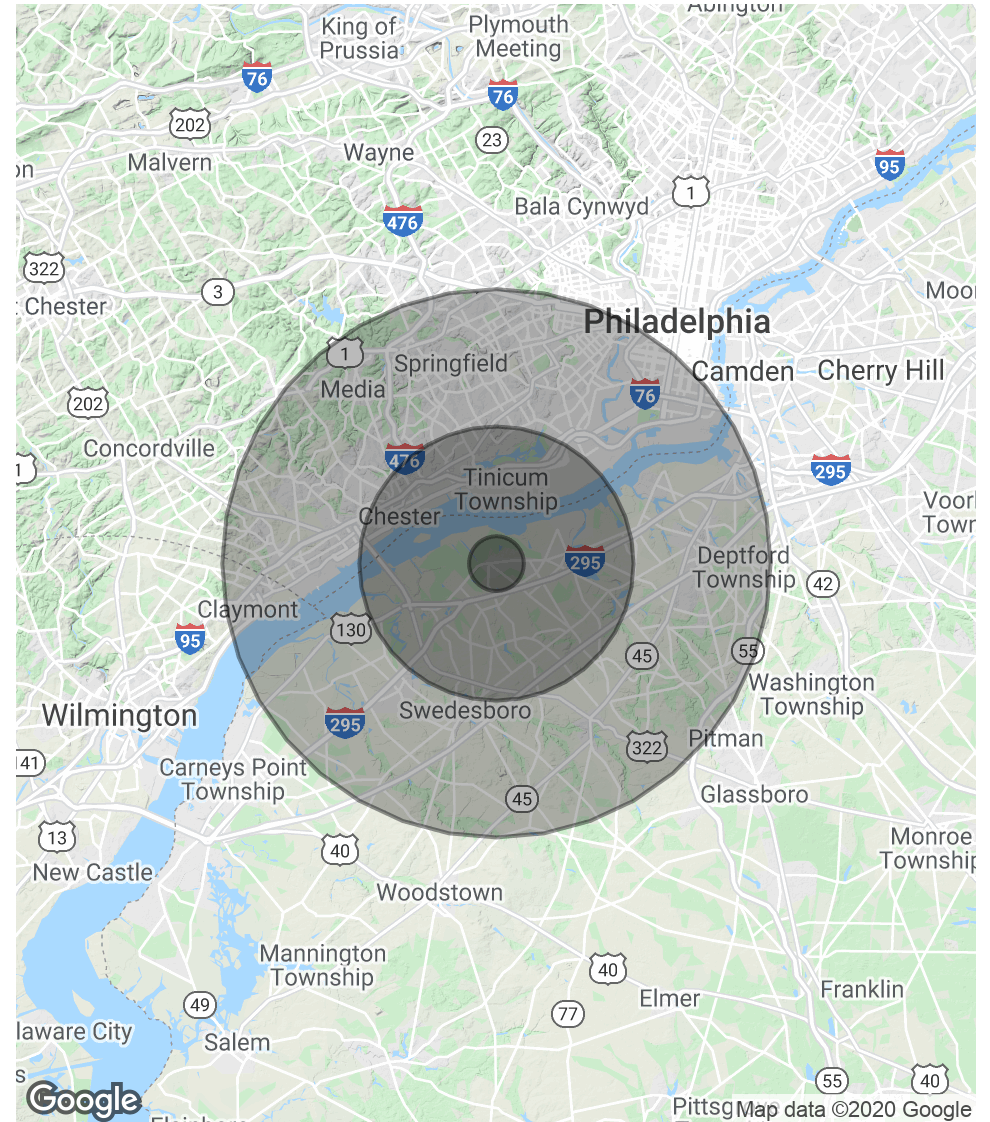 Abington
King of
Prussia
Plymouth
Meeting
76
76
202
23
Malvern
Wayne
95
1
476
Bala Cynwyd
322
3
Chester
Philadelphia
1
Springfield
Media
Camden
Cherry Hill
76
202
Concordville
1
476
295
Tinicum
Township
Chester
295
Deptford
Township
42
Claymont
130
95
45
55
Washington
Township
Swedesboro
Wilmington
295
322
Pitman
141
Carneys Point
Township
45
Glassboro
13
40
Monroe
Township
New Castle
Woodstown
Mannington
Township
40
Elmer
Franklin
49
77
laware City
Salem
55
40
Google
Pittsg
Map data ©2020 Google